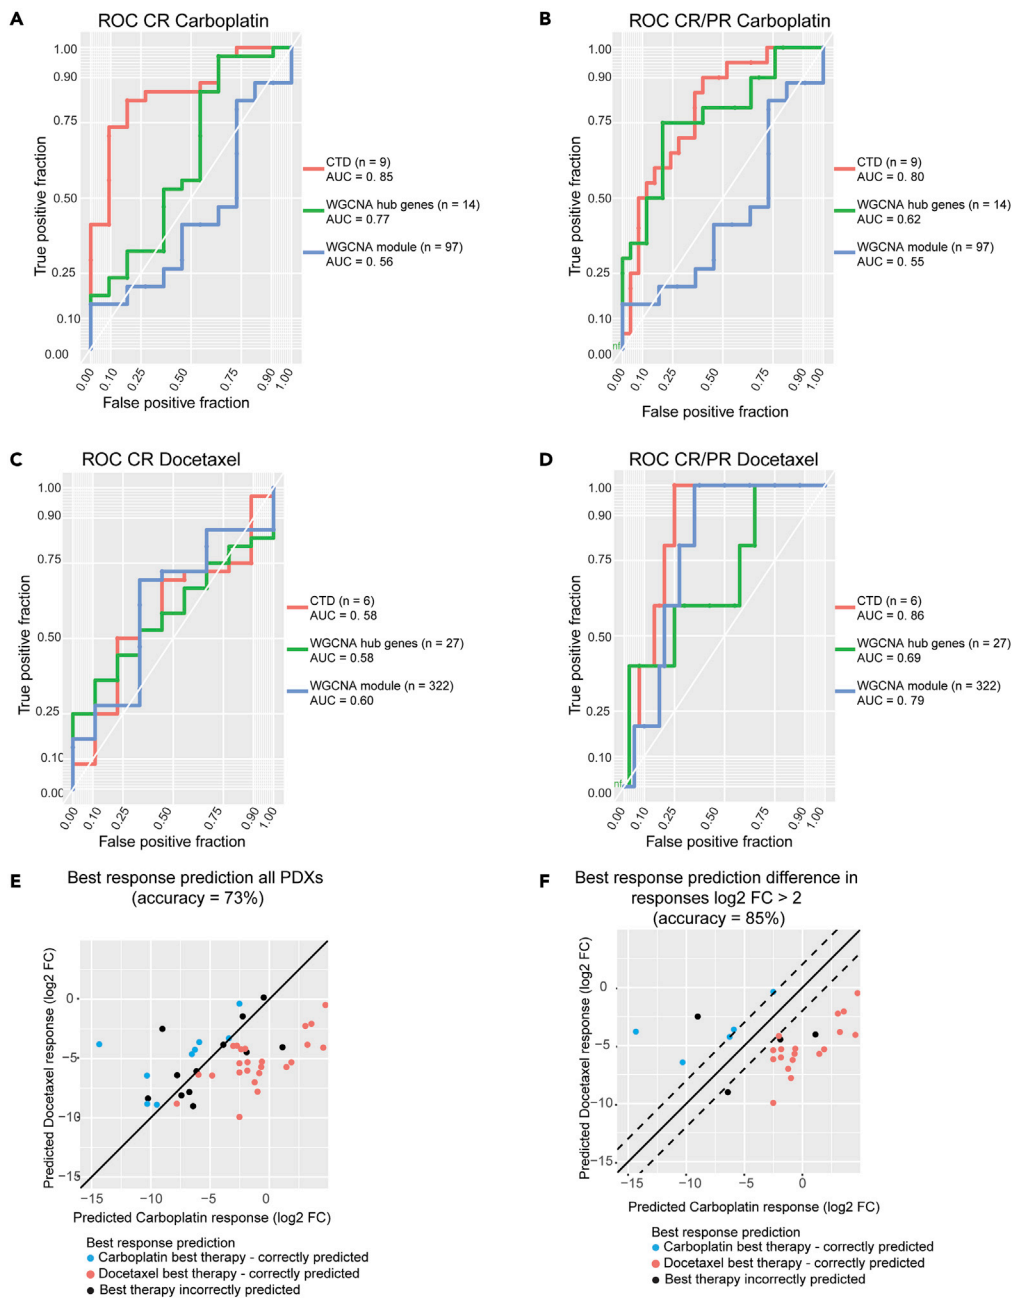 A
ROC CR Carboplatin
1.00
0.90
0.75
0.50
0.25
0.10
0.00
True positive fraction
0.00
0.10
0.25
0.50
0.75
0.90
1.00
False positive fraction
CTD (n = 9)
AUC = 0. 85
WGCNA hub genes (n = 14)
AUC = 0.77
WGCNA module (n = 97)
AUC = 0. 56
B
ROC CR/PR Carboplatin
1.00
0.90
0.75
0.50
0.25
0.10
0.00
nf
True positive fraction
0.00
0.10
0.25
0.50
0.75
0.90
1.00
False positive fraction
CTD (n = 9)
AUC = 0. 80
WGCNA hub genes (n = 14)
AUC = 0.62
WGCNA module (n = 97)
AUC = 0. 55
C
ROC CR Docetaxel
1.00
0.90
0.75
0.50
0.25
0.10
0.00
True positive fraction
0.00
0.10
0.25
0.50
0.75
0.90
1.00
False positive fraction
CTD (n = 6)
AUC = 0. 58
WGCNA hub genes (n = 27)
AUC = 0.58
WGCNA module (n = 322)
AUC = 0.60
D
ROC CR/PR Docetaxel
1.00
0.90
0.75
0.50
0.25
0.10
0.00
nf
True positive fraction
0.00
0.10
0.25
0.50
0.75
0.90
1.00
False positive fraction
CTD (n = 6)
AUC = 0. 86
WGCNA hub genes (n = 27)
AUC = 0.69
WGCNA module (n = 322)
AUC = 0. 79
E
Best response prediction all PDXs
(accuracy = 73%)
0
−5
−10
−15
Predicted Docetaxel response (log2 FC)
−15
−10
−5
0
Predicted Carboplatin response (log2 FC)
Best response prediction
Carboplatin best therapy - correctly predicted
Docetaxel best therapy - correctly predicted
Best therapy incorrectly predicted
F
Best response prediction difference in
responses log2 FC > 2
(accuracy = 85%)
0
−5
−10
−15
Predicted Docetaxel response (log2 FC)
−15
−10
−5
0
Predicted Carboplatin response (log2 FC)
Best response prediction
Carboplatin best therapy - correctly predicted
Docetaxel best therapy - correctly predicted
Best therapy incorrectly predicted